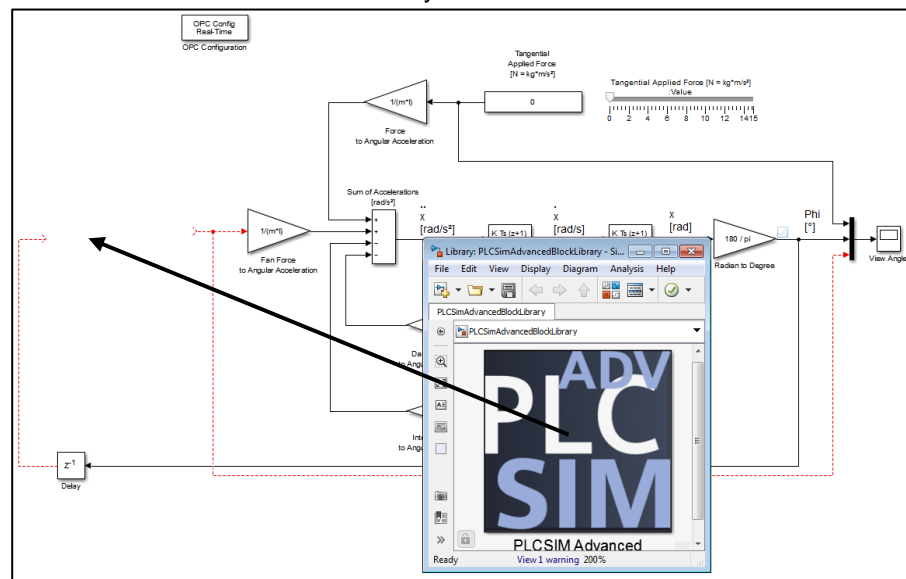 OPC Config
Real-Time
OPC Configuration
Tangential
Applied Force
[N = kg*m/s²]
0
Tangential Applied Force [N = kg*m/s²]
:Value
0 2 4 6 8 10 12 1415
1/(m*l)
Force
to Angular Acceleration
Sum of Accelerations
[rad/s²]
+
+
−
−
1/(m*l)
Fan Force
to Angular Acceleration
..
x
[rad/s²]
K Ts (z+1)
.
x
[rad/s]
K Ts (z+1)
x
[rad]
180 / pi
Radian to Degree
Phi
[°]
View Angle
z-1
Delay
Library: PLCSimAdvancedBlockLibrary - Si...
File Edit View Display Diagram Analysis Help
PLCSimAdvancedBlockLibrary
PLCSimAdvancedBlockLibrary
ADV
PLC
SIM
PLCSIM Advanced
Ready View 1 warning 200%